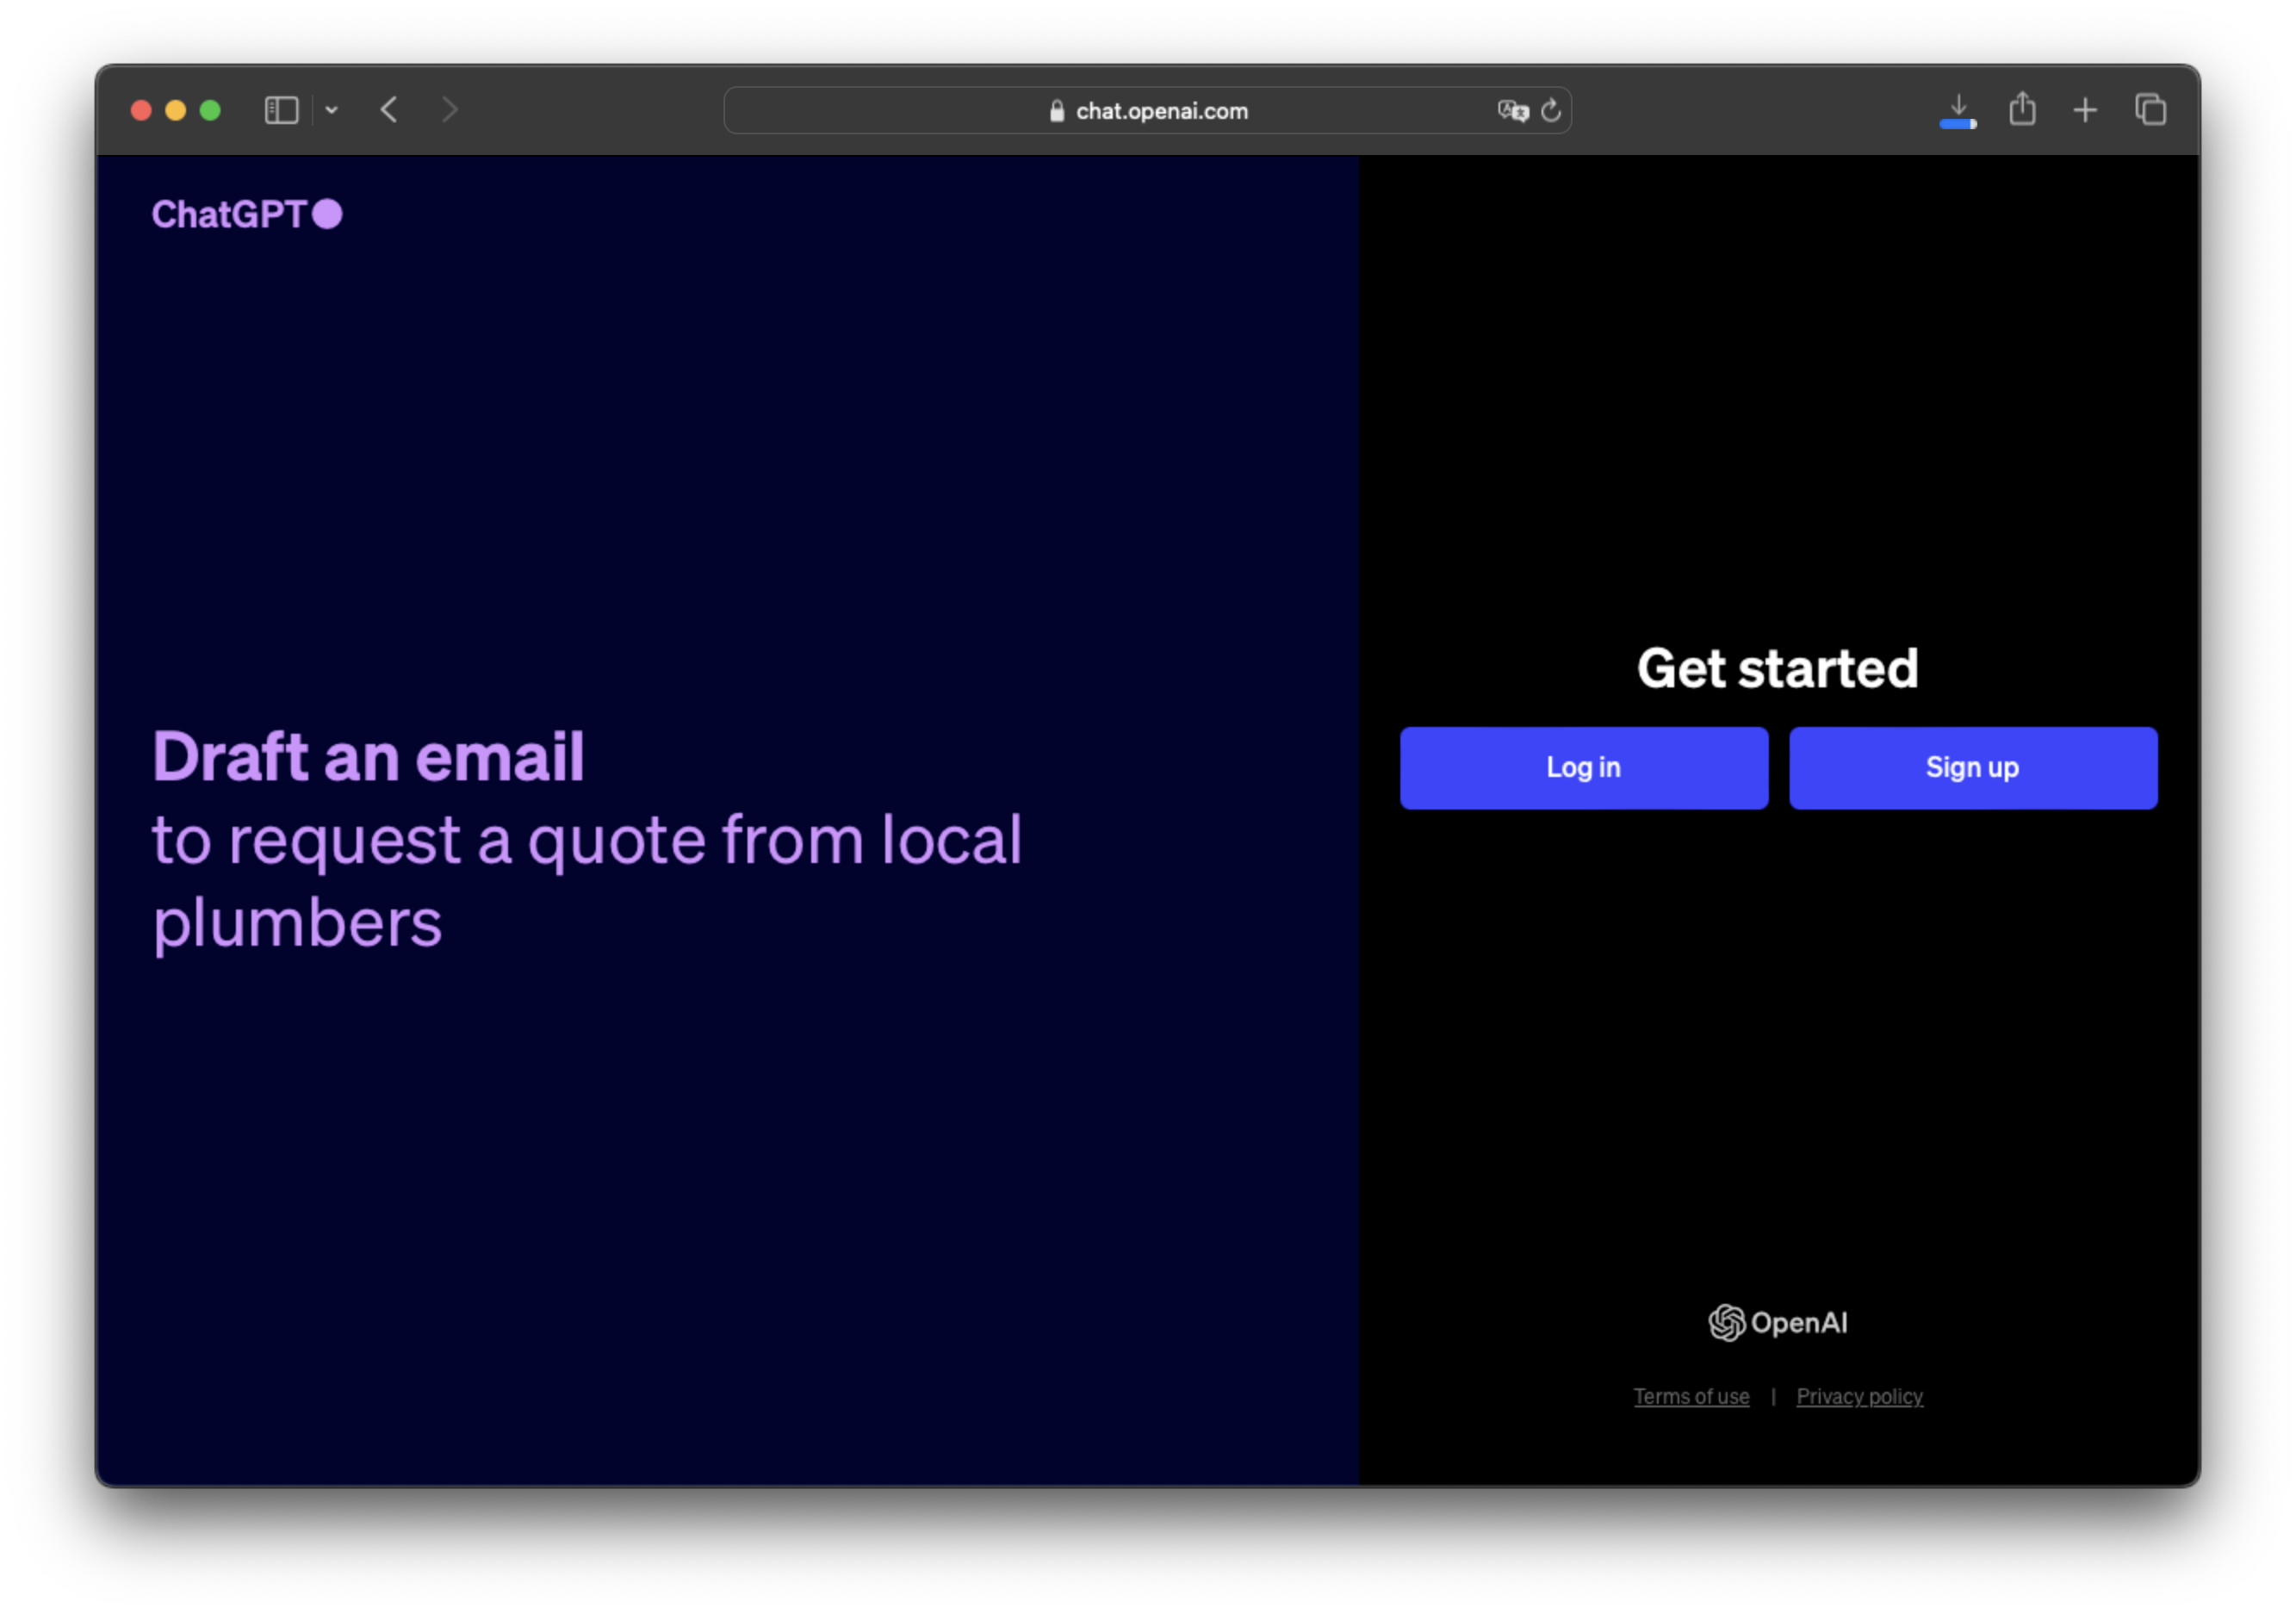 chat.openai.com
ChatGPT
Draft an email
to request a quote from local
plumbers
Get started
Log in
Sign up
OpenAI
Terms of use | Privacy policy